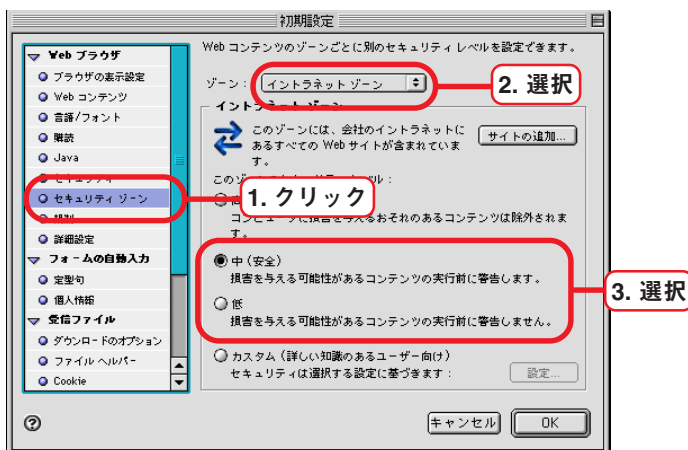 初期設定
Web ブラウザ
ブラウザの表示設定
Web コンテンツ
言語/フォント
購読
Java
セキュリティ ゾーン
詳細設定
フォームの自動入力
定型句
個人情報
受信ファイル
ダウンロードのオプション
ファイル ヘルパー
Cookie
Web コンテンツのゾーンごとに別のセキュリティ レベルを設定できます。
ゾーン : イントラネット ゾーン
2. 選択
イントラネット ゾーン
このゾーンには、会社のイントラネットに
あるすべての Web サイトが含まれていま
す。
サイトの追加...
1. クリック
コンピュータに損害を与えるおそれのあるコンテンツは除外されま
す。
中 (安全)
損害を与える可能性があるコンテンツの実行前に警告します。
低
損害を与える可能性があるコンテンツの実行前に警告しません。
3. 選択
カスタム (詳しい知識のあるユーザー向け)
セキュリティは選択する設定に基づきます :
設定...
?
キャンセル
OK